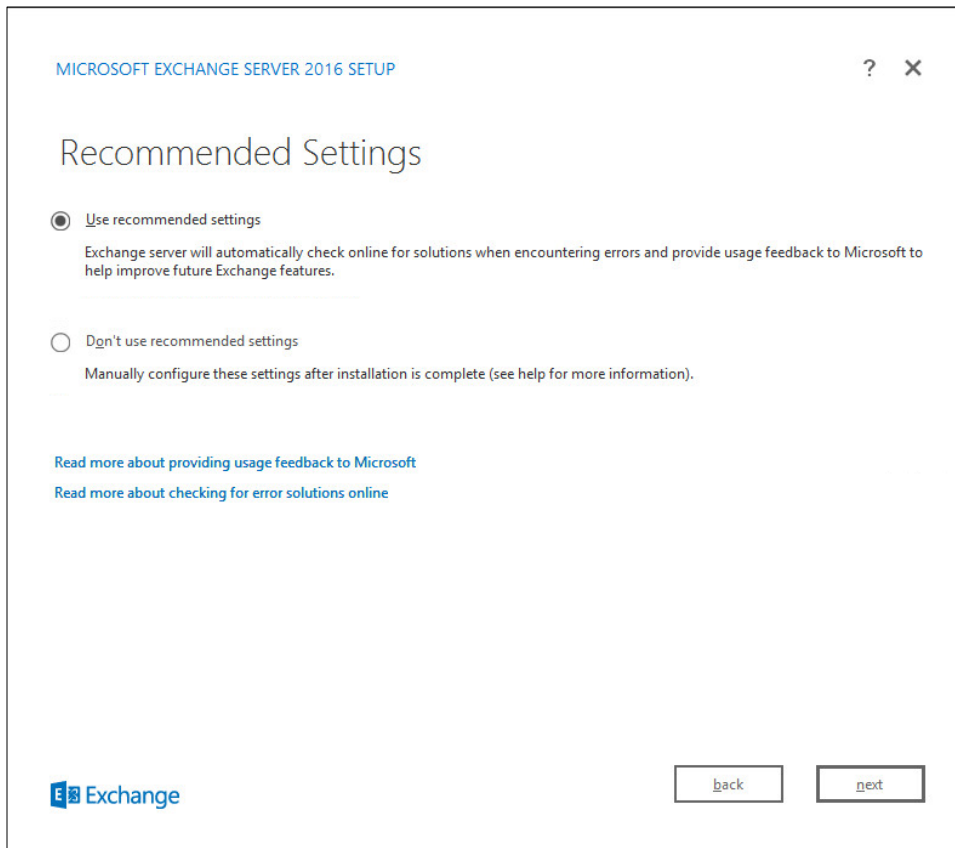 MICROSOFT EXCHANGE SERVER 2016 SETUP
?
Recommended Settings
Use recommended settings
Exchange server will automatically check online for solutions when encountering errors and provide usage feedback to Microsoft to
help improve future Exchange features.
Don't use recommended settings
Manually configure these settings after installation is complete (see help for more information).
Read more about providing usage feedback to Microsoft
Read more about checking for error solutions online
E Exchange
back
next